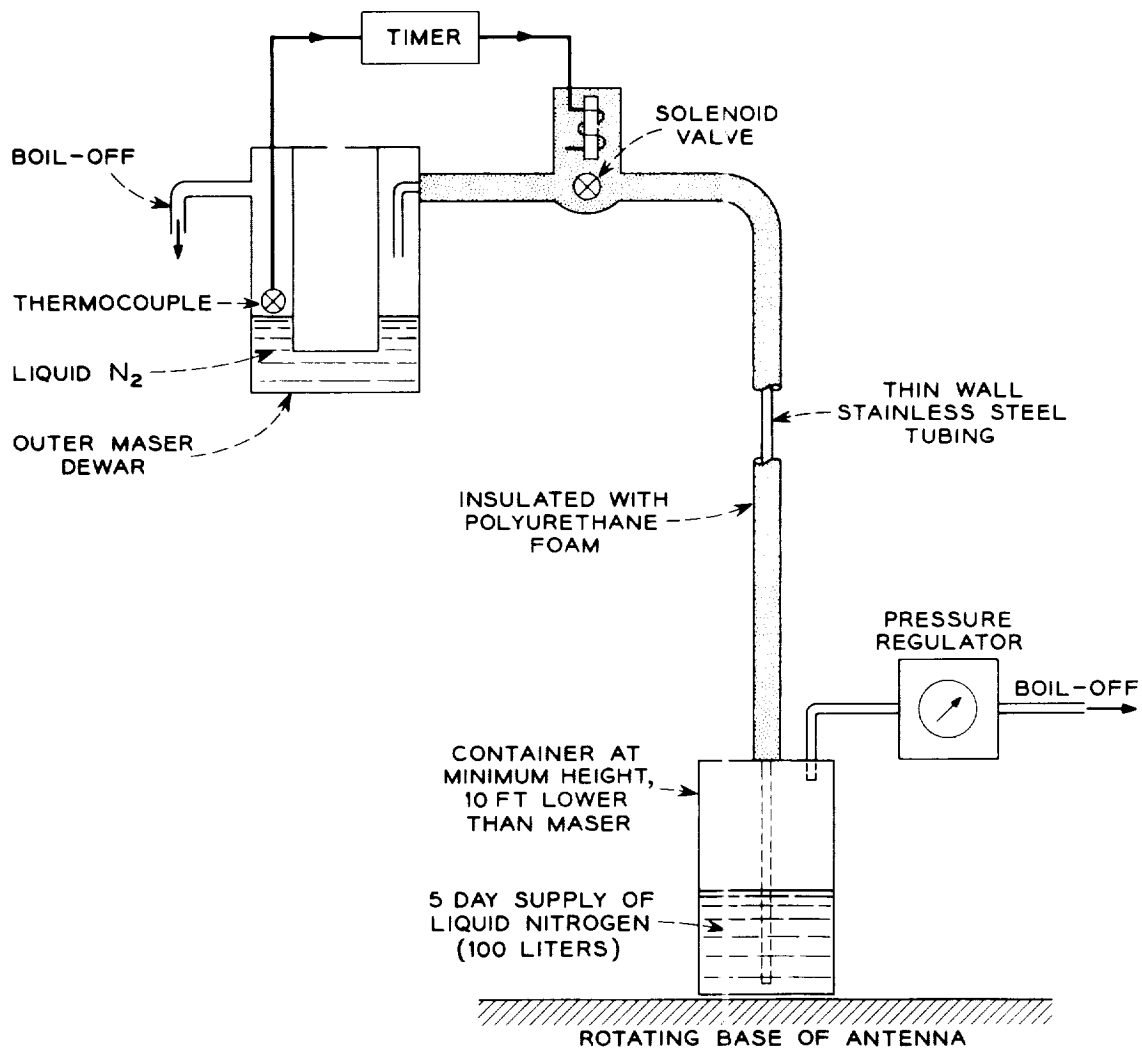 TIMER
SOLENOID
VALVE
BOIL-OFF
THERMOCOUPLE
LIQUID N₂
OUTER MASER
DEWAR
THIN WALL
STAINLESS STEEL
TUBING
INSULATED WITH
POLYURETHANE
FOAM
PRESSURE
REGULATOR
BOIL-OFF
CONTAINER AT
MINIMUM HEIGHT,
10 FT LOWER
THAN MASER
5 DAY SUPPLY OF
LIQUID NITROGEN
(100 LITERS)
ROTATING BASE OF ANTENNA